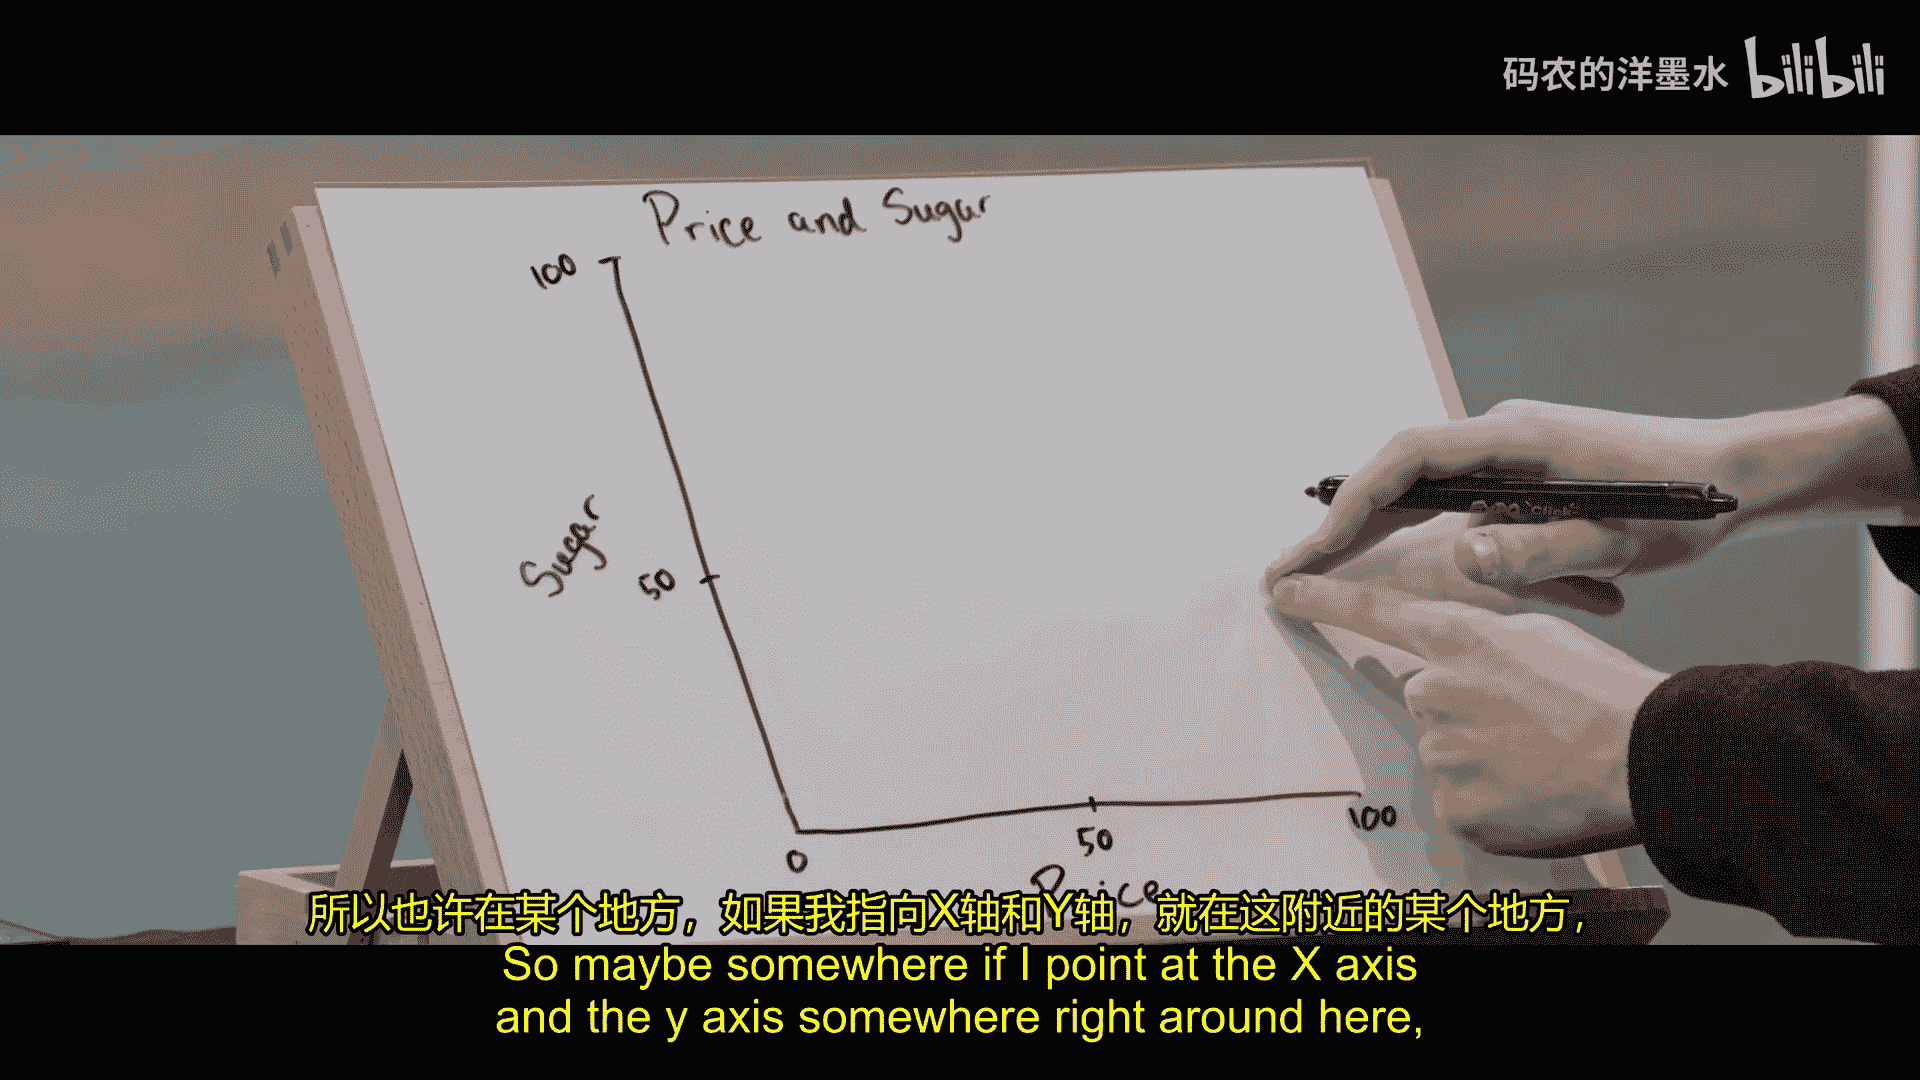 码农的洋墨水 bilibili
Price and Sugar
100
Sugar
50
0
50
100
Price
所以也许在某个地方，如果我指向X轴和Y轴，就在这附近的某个地方，
So maybe somewhere if I point at the X axis
and the y axis somewhere right around here,